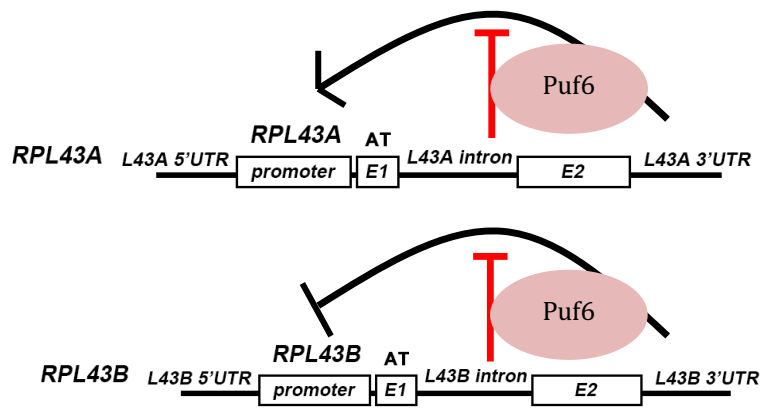 Puf6
RPL43A AT
RPL43A L43A 5'UTR L43A intron L43A 3'UTR
promoter E1 E2
Puf6
RPL43B AT
RPL43B L43B 5'UTR L43B intron L43B 3'UTR
promoter E1 E2